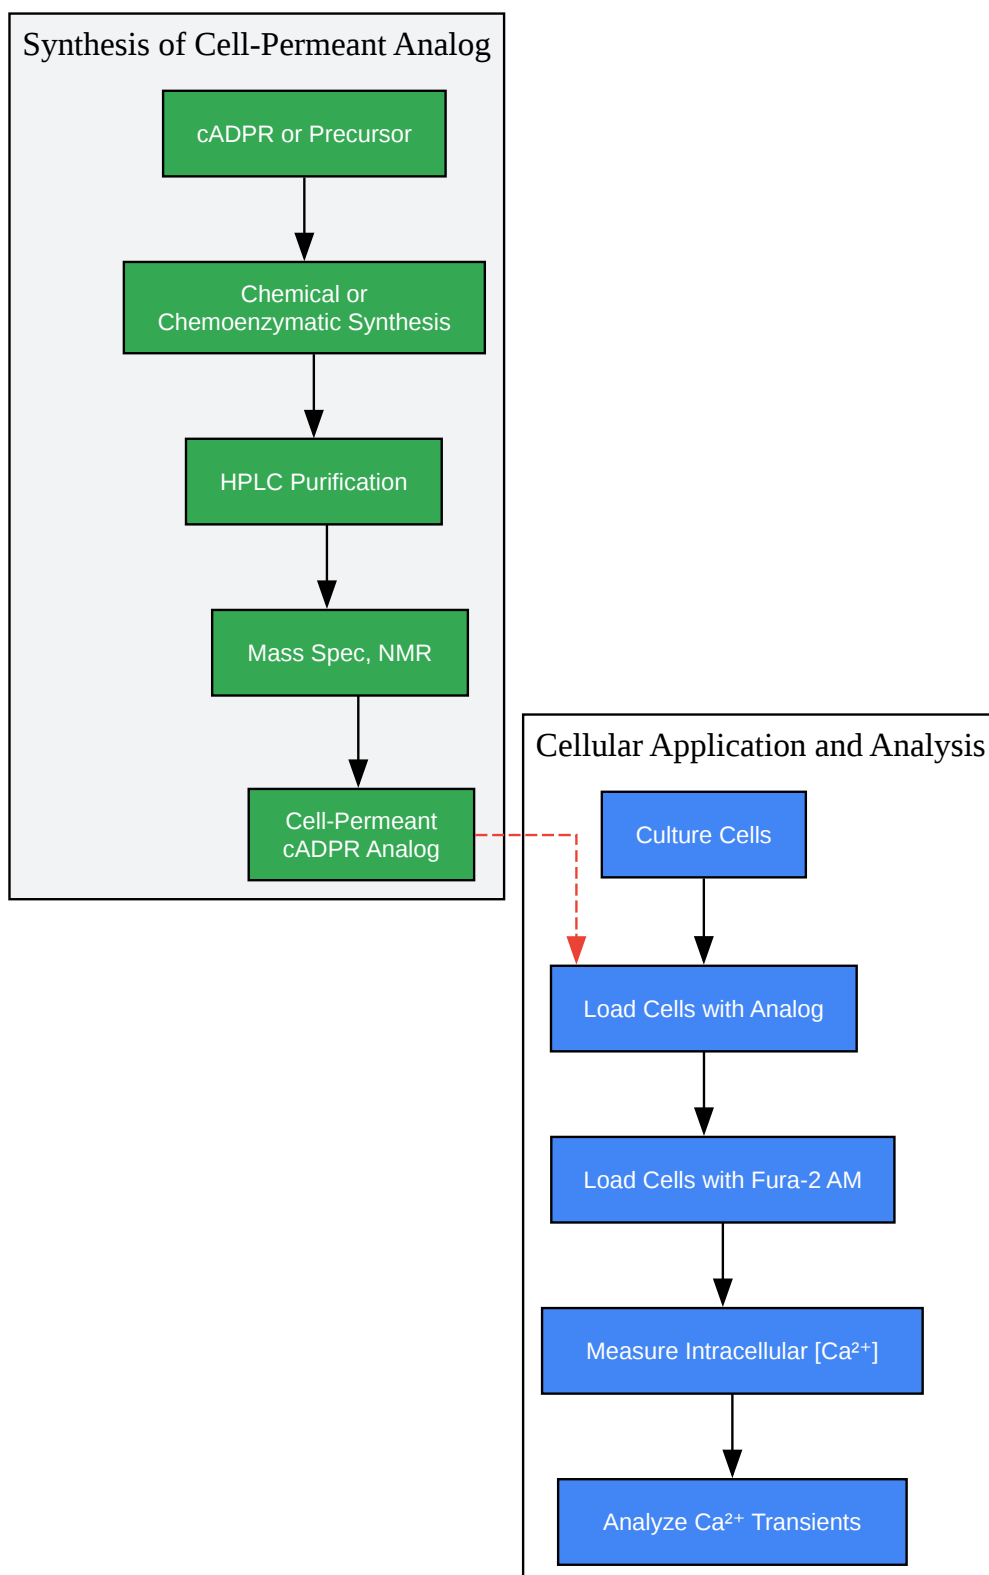 Synthesis of Cell-Permeant Analog
cADPR or Precursor
Chemical or
Chemoenzymatic Synthesis
HPLC Purification
Mass Spec, NMR
Cell-Permeant
cADPR Analog
Cellular Application and Analysis
Culture Cells
Load Cells with Analog
Load Cells with Fura-2 AM
Measure Intracellular [Ca²⁺]
Analyze Ca²⁺ Transients